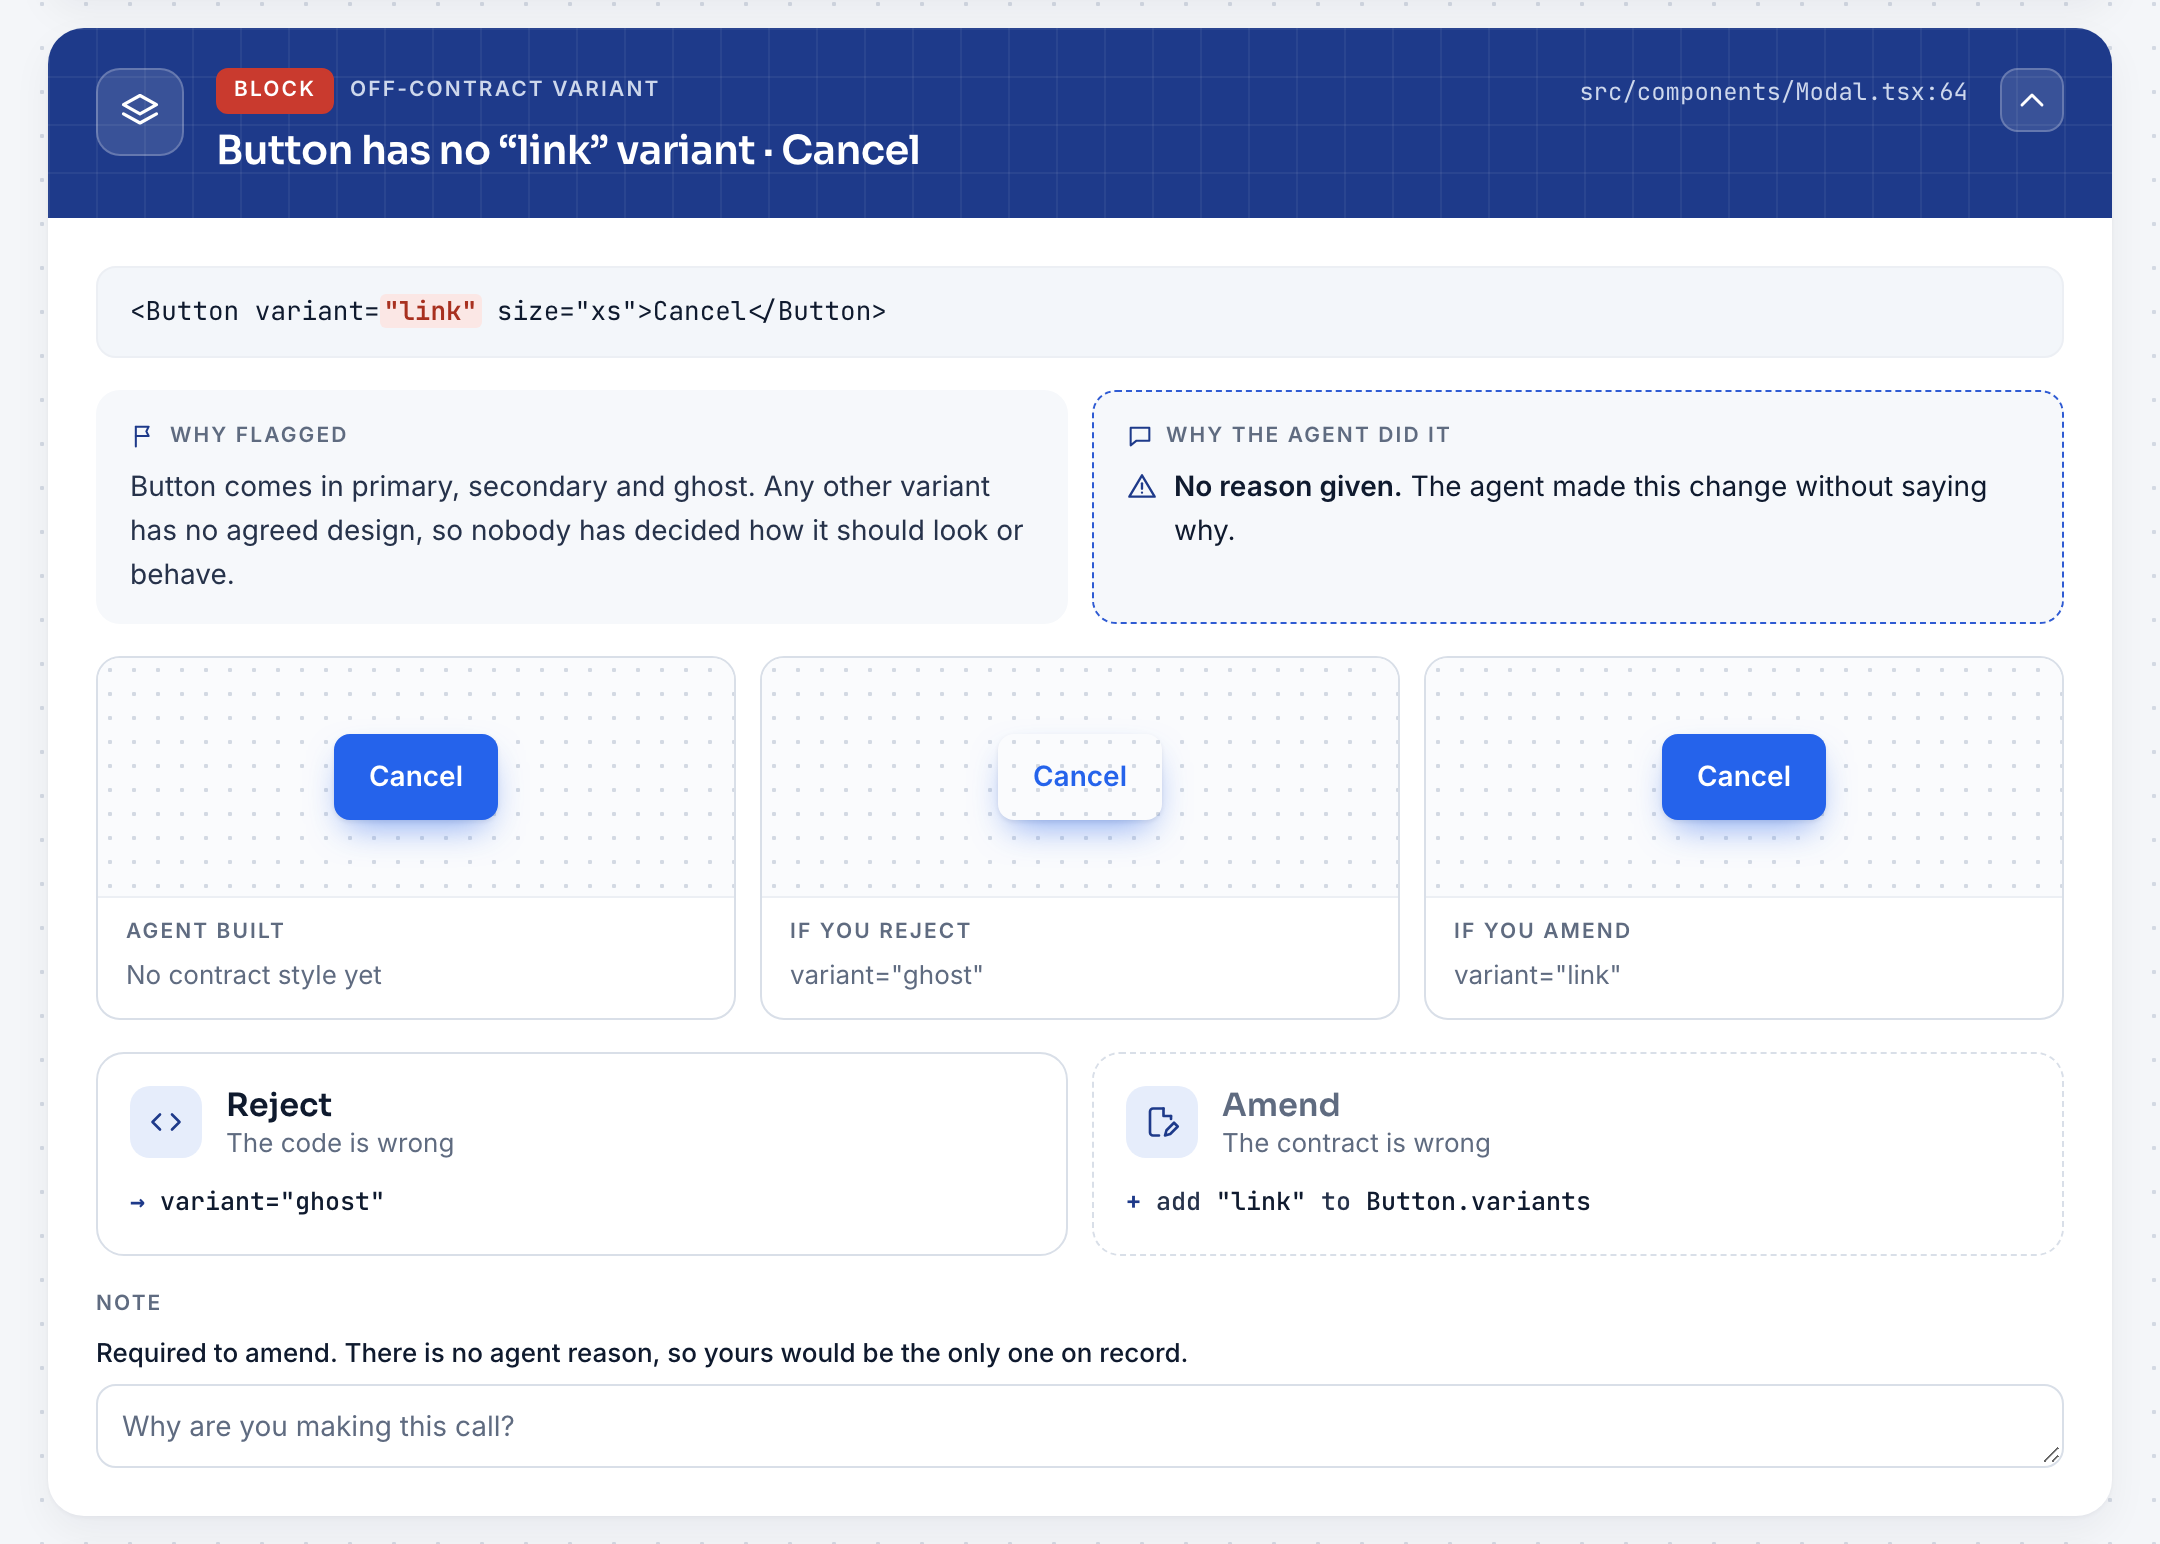 BLOCK OFF-CONTRACT VARIANT
src/components/Modal.tsx:64
Button has no “link” variant · Cancel
<Button variant="link" size="xs">Cancel</Button>
WHY FLAGGED
Button comes in primary, secondary and ghost. Any other variant
has no agreed design, so nobody has decided how it should look or
behave.
WHY THE AGENT DID IT
No reason given. The agent made this change without saying
why.
Cancel
AGENT BUILT
No contract style yet
Cancel
IF YOU REJECT
variant="ghost"
Cancel
IF YOU AMEND
variant="link"
Reject
The code is wrong
→ variant="ghost"
Amend
The contract is wrong
+ add "link" to Button.variants
NOTE
Required to amend. There is no agent reason, so yours would be the only one on record.
Why are you making this call?